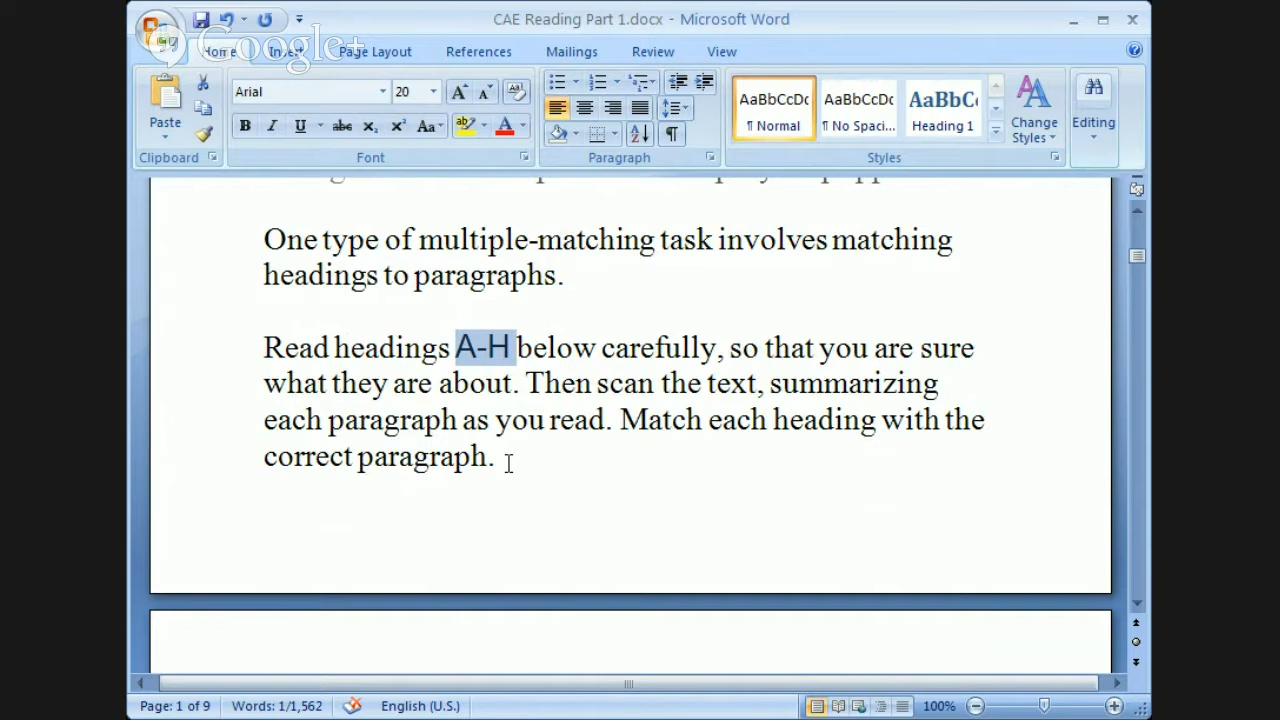 CAE Reading Part 1.docx - Microsoft Word
Google+
Home Insert Page Layout References Mailings Review View
Arial 20
AaBbCcDc AaBbCcDc AaBbC
Paste
¶ Normal ¶ No Spaci... Heading 1
Change Styles
Editing
Clipboard Font Paragraph Styles
One type of multiple-matching task involves matching
headings to paragraphs.
Read headings A-H below carefully, so that you are sure
what they are about. Then scan the text, summarizing
each paragraph as you read. Match each heading with the
correct paragraph.
Page: 1 of 9 Words: 1/1,562 English (U.S.) 100%